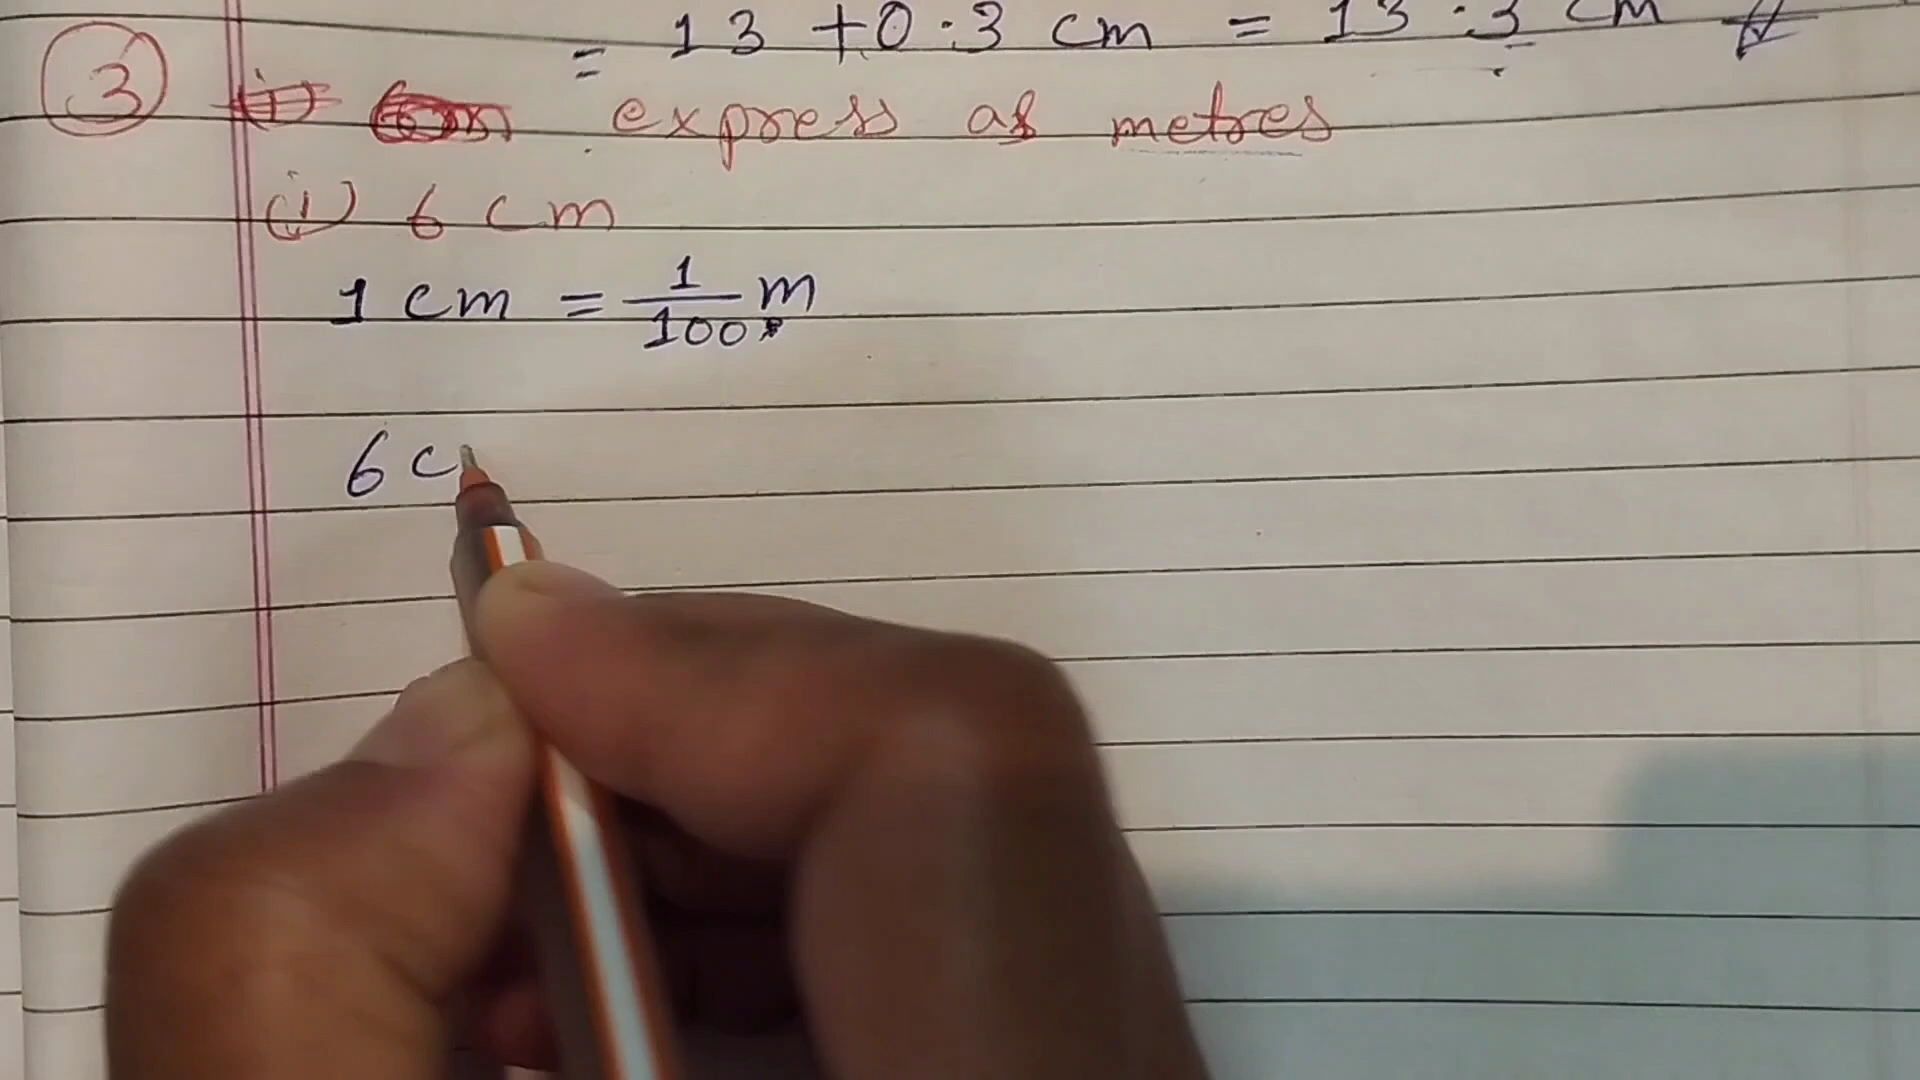 = 13 + 0.3 cm = 13.3 cm
3 express as metres
(i) 6 cm
1 cm = 1/100 m
6 c